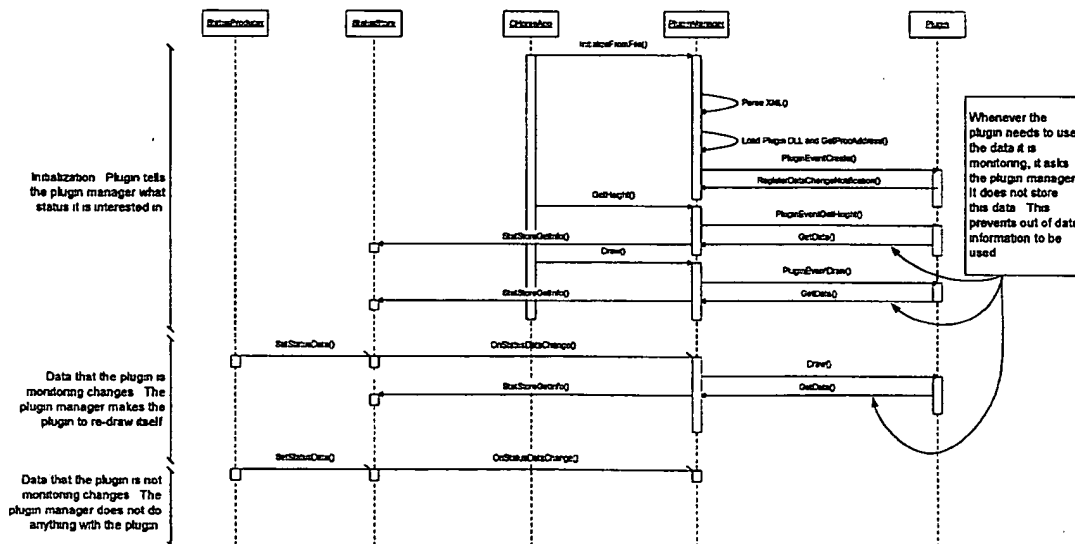 StatusProducer
StatusStore
CHomeApp
PluginManager
Plugin
InitializeFromFile()
Parse XML()
Load Plugin DLL and GetProcAddress()
PluginEventCreate()
RegisterDataChangeNotification()
Initialization Plugin tells
the plugin manager what
status it is interested in
GetHeight()
PluginEventGetHeight()
StatStoreGetInfo()
GetData()
Draw()
PluginEventDraw()
StatStoreGetInfo()
GetData()
Whenever the
plugin needs to use
the data it is
monitoring, it asks
the plugin manager
It does not store
this data This
prevents out of data
information to be
used
SetStatusData()
OnStatusDataChange()
Draw()
StatStoreGetInfo()
GetData()
Data that the plugin is
monitoring changes The
plugin manager makes the
plugin to re-draw itself
SetStatusData()
OnStatusDataChange()
Data that the plugin is not
monitoring changes The
plugin manager does not do
anything with the plugin